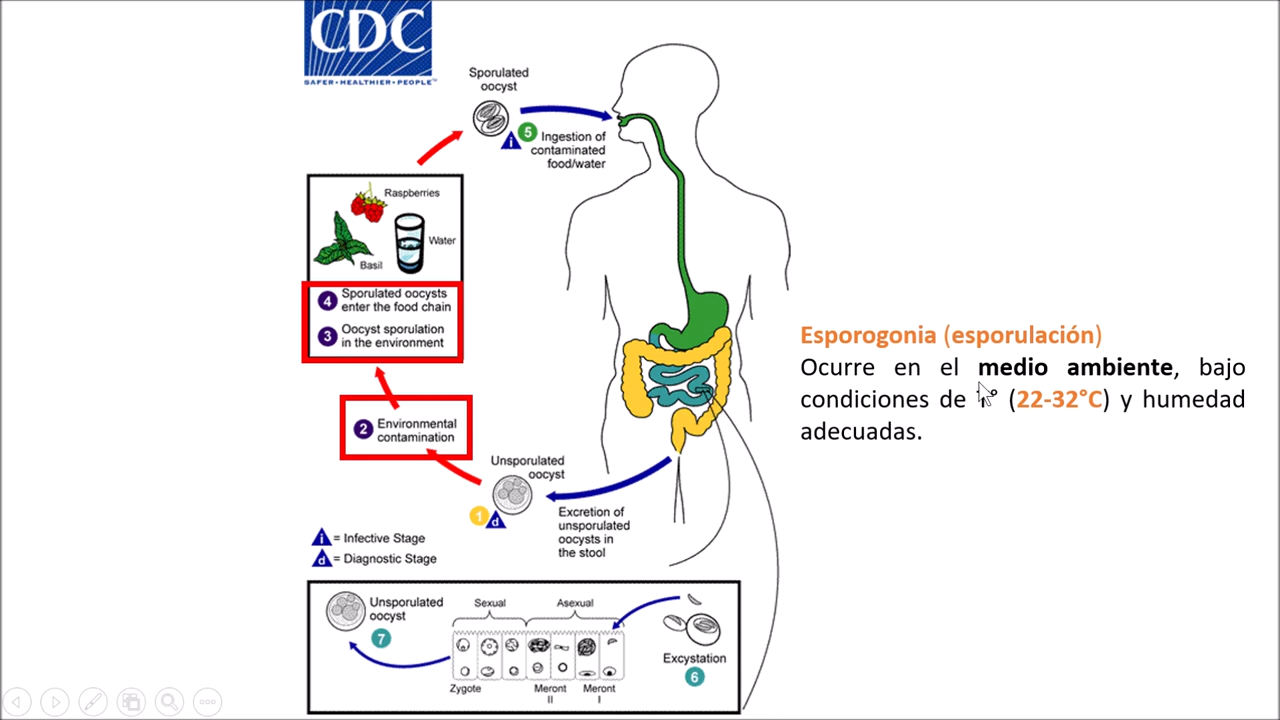 CDC
SAFER • HEALTHIER • PEOPLE™
Sporulated
oocyst
i
5
Ingestion of
contaminated
food/water
Raspberries
Water
Basil
4 Sporulated oocysts
enter the food chain
3 Oocyst sporulation
in the environment
2 Environmental
contamination
Unsporulated
oocyst
1
d
Excretion of
unsporulated
oocysts in
the stool
i = Infective Stage
d = Diagnostic Stage
Unsporulated
oocyst
7
Sexual
Asexual
Zygote
Meront
II
Meront
I
Excystation
6
Esporogonia (esporulación)
Ocurre en el medio ambiente, bajo
condiciones de (22-32°C) y humedad
adecuadas.